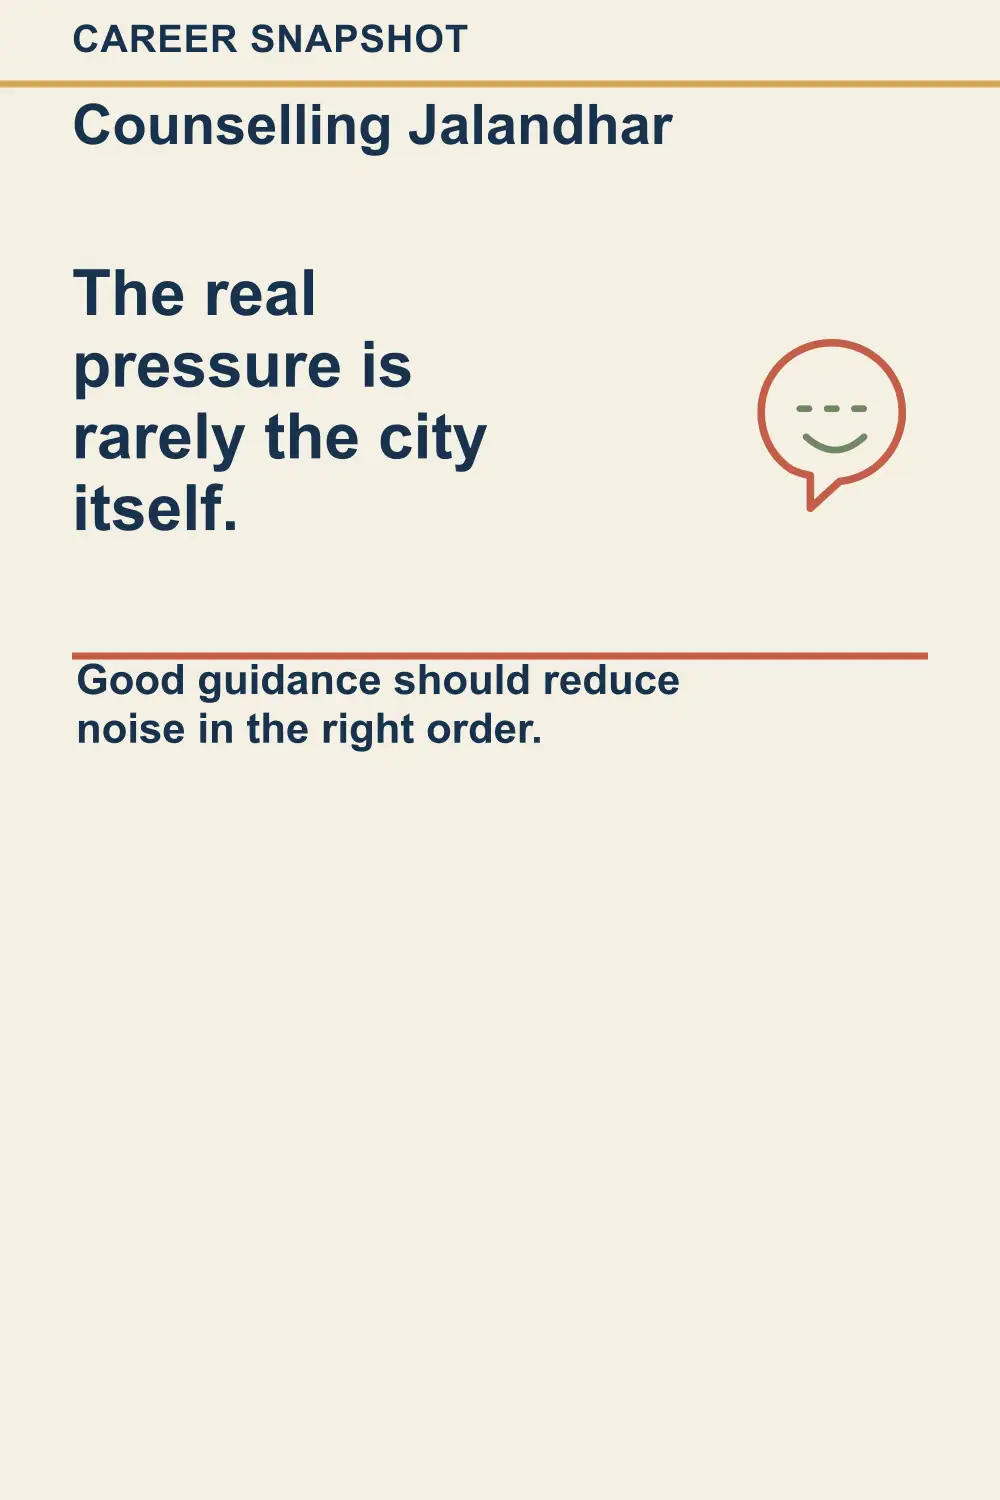 CAREER SNAPSHOT
Counselling Jalandhar
The real
pressure is
rarely the city
itself.
Good guidance should reduce
noise in the right order.